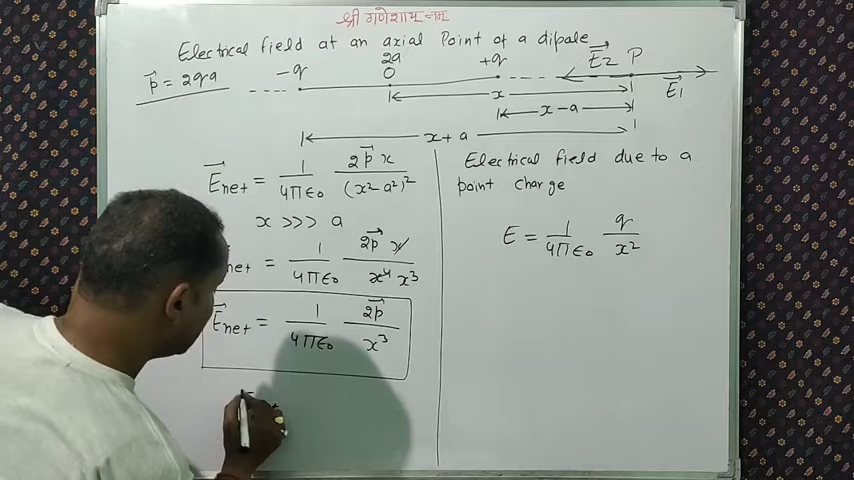 श्री गणेशाय नमः
Electrical field at an axial Point of a dipole
p⃗ = 2qa
-q 2a O +q E⃗2 P E⃗1
x
x-a
x+a
E⃗net = 1/4πε₀ 2p⃗ x/(x²-a²)²
x >>> a
E⃗net = 1/4πε₀ 2p⃗ x/x⁴ x³
E⃗net = 1/4πε₀ 2p⃗/x³
Electrical field due to a
point charge
E = 1/4πε₀ q/x²